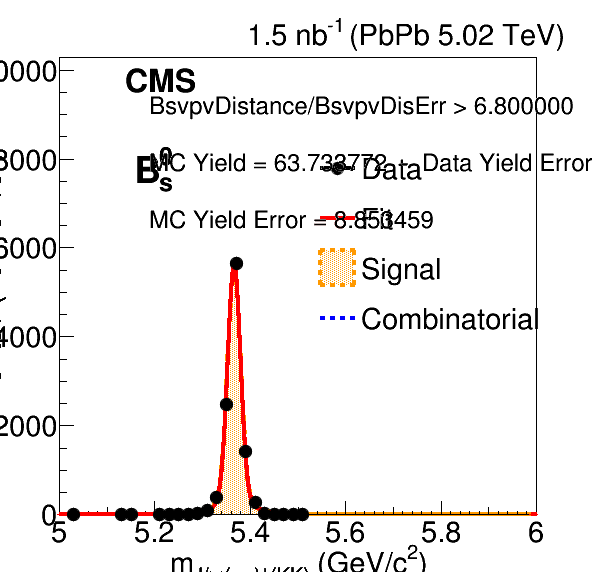 1.5 nb-1 (PbPb 5.02 TeV)
CMS
BsvpvDistance/BsvpvDisErr > 6.800000
B0s
MC Yield = 63.733772 - Data Yield Error
Data
MC Yield Error = 8.853459
Fit
Signal
Combinatorial
0000
8000
6000
4000
2000
0
5 5.2 5.4 5.6 5.8 6
m (GeV/c2)